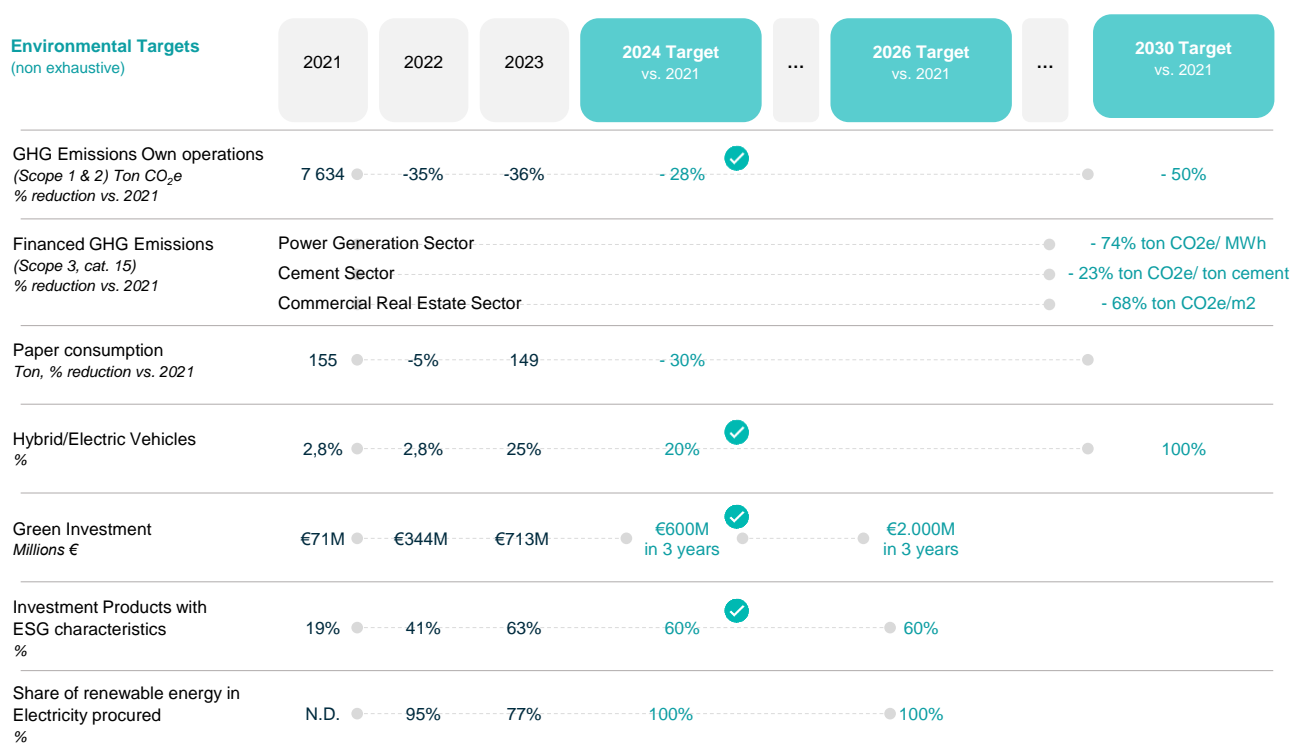 Environmental Targets
(non exhaustive)
2021
2022
2023
2024 Target
vs. 2021
...
2026 Target
vs. 2021
...
2030 Target
vs. 2021
GHG Emissions Own operations
(Scope 1 & 2) Ton CO2e
% reduction vs. 2021
7 634
-35%
-36%
- 28%
- 50%
Financed GHG Emissions
(Scope 3, cat. 15)
% reduction vs. 2021
Power Generation Sector
- 74% ton CO2e/ MWh
Cement Sector
- 23% ton CO2e/ ton cement
Commercial Real Estate Sector
- 68% ton CO2e/m2
Paper consumption
Ton, % reduction vs. 2021
155
-5%
149
- 30%
Hybrid/Electric Vehicles
%
2,8%
2,8%
25%
20%
100%
Green Investment
Millions €
€71M
€344M
€713M
€600M
in 3 years
€2.000M
in 3 years
Investment Products with
ESG characteristics
%
19%
41%
63%
60%
60%
Share of renewable energy in
Electricity procured
%
N.D.
95%
77%
100%
100%